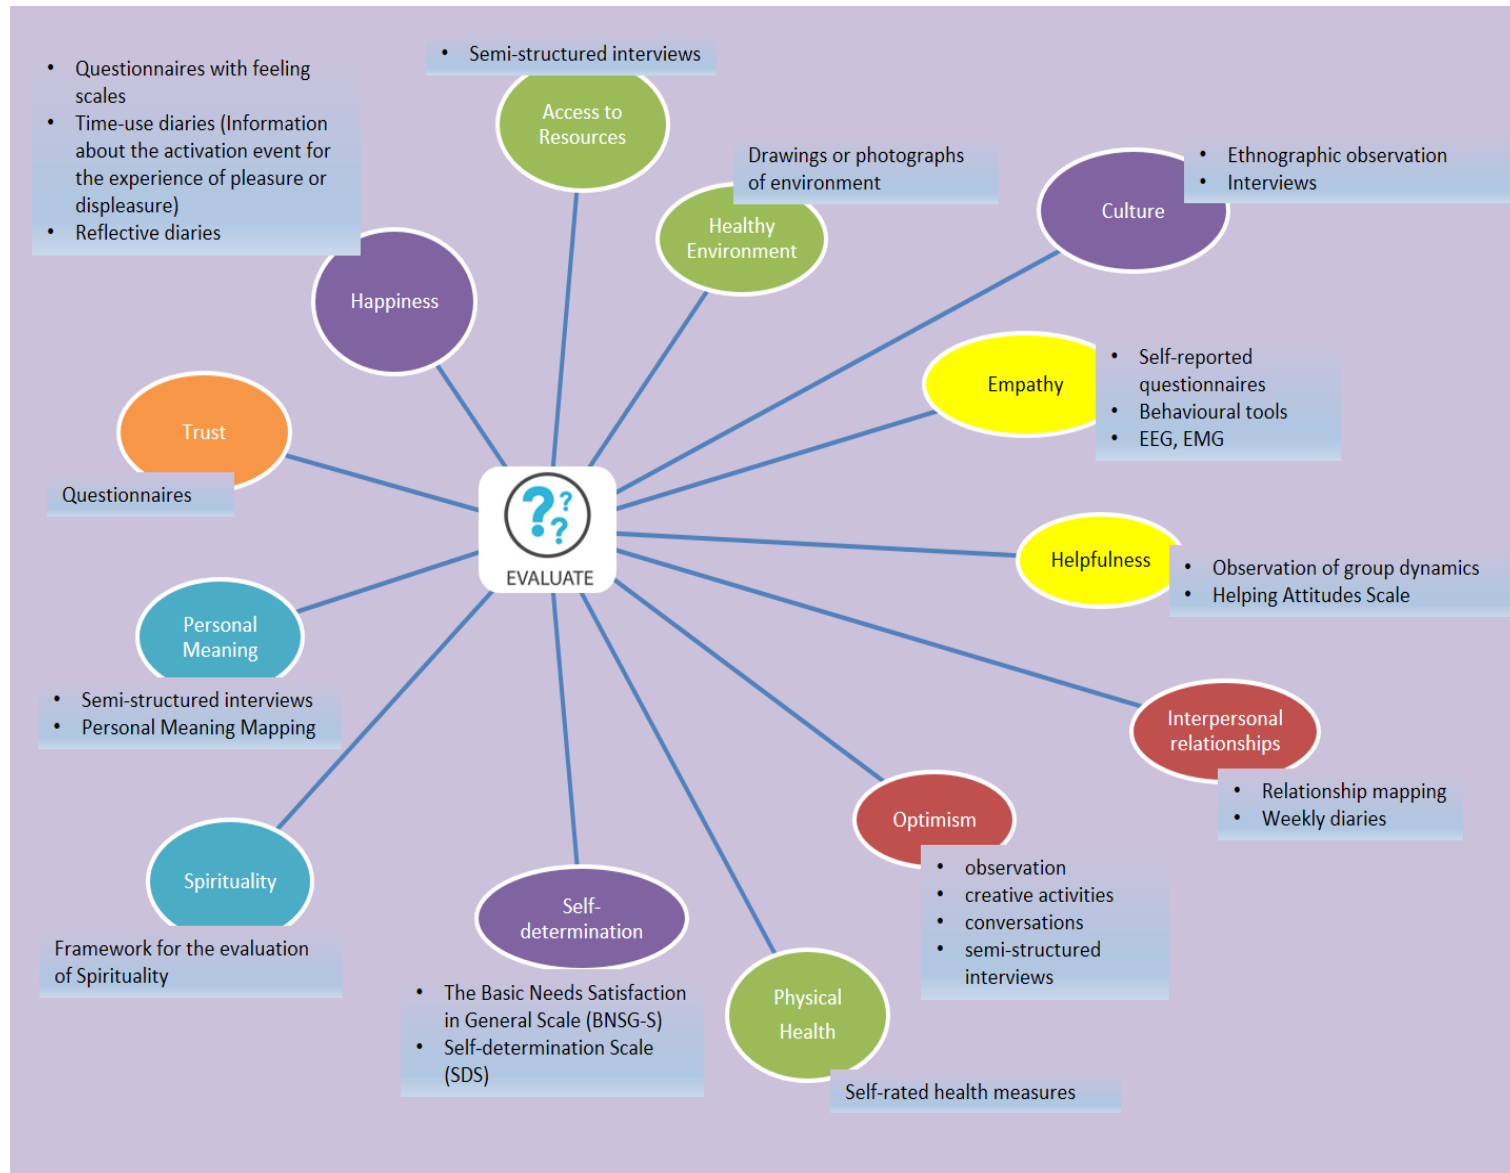 • Semi-structured interviews
Access to
Resources
• Questionnaires with feeling
scales
• Time-use diaries (Information
about the activation event for
the experience of pleasure or
displeasure)
• Reflective diaries
Happiness
Drawings or photographs
of environment
Healthy
Environment
• Ethnographic observation
• Interviews
Culture
Empathy
• Self-reported
questionnaires
• Behavioural tools
• EEG, EMG
Trust
Questionnaires
???
EVALUATE
Helpfulness
• Observation of group dynamics
• Helping Attitudes Scale
Personal
Meaning
• Semi-structured interviews
• Personal Meaning Mapping
Interpersonal
relationships
• Relationship mapping
• Weekly diaries
Optimism
• observation
• creative activities
• conversations
• semi-structured
interviews
Spirituality
Framework for the evaluation
of Spirituality
Self-
determination
• The Basic Needs Satisfaction
in General Scale (BNSG-S)
• Self-determination Scale
(SDS)
Physical
Health
Self-rated health measures